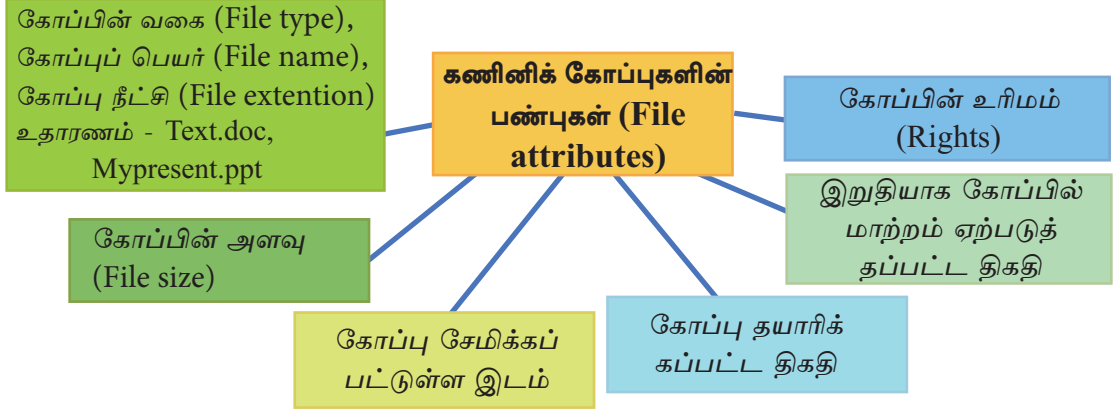 கோப்பின் வகை (File type),
கோப்புப் பெயர் (File name),
கோப்பு நீட்சி (File extention)
உதாரணம் - Text.doc,
Mypresent.ppt
கணினிக் கோப்புகளின்
பண்புகள் (File
attributes)
கோப்பின் உரிமம்
(Rights)
இறுதியாக கோப்பில்
மாற்றம் ஏற்படுத்
தப்பட்ட திகதி
கோப்பின் அளவு
(File size)
கோப்பு சேமிக்கப்
பட்டுள்ள இடம்
கோப்பு தயாரிக்
கப்பட்ட திகதி